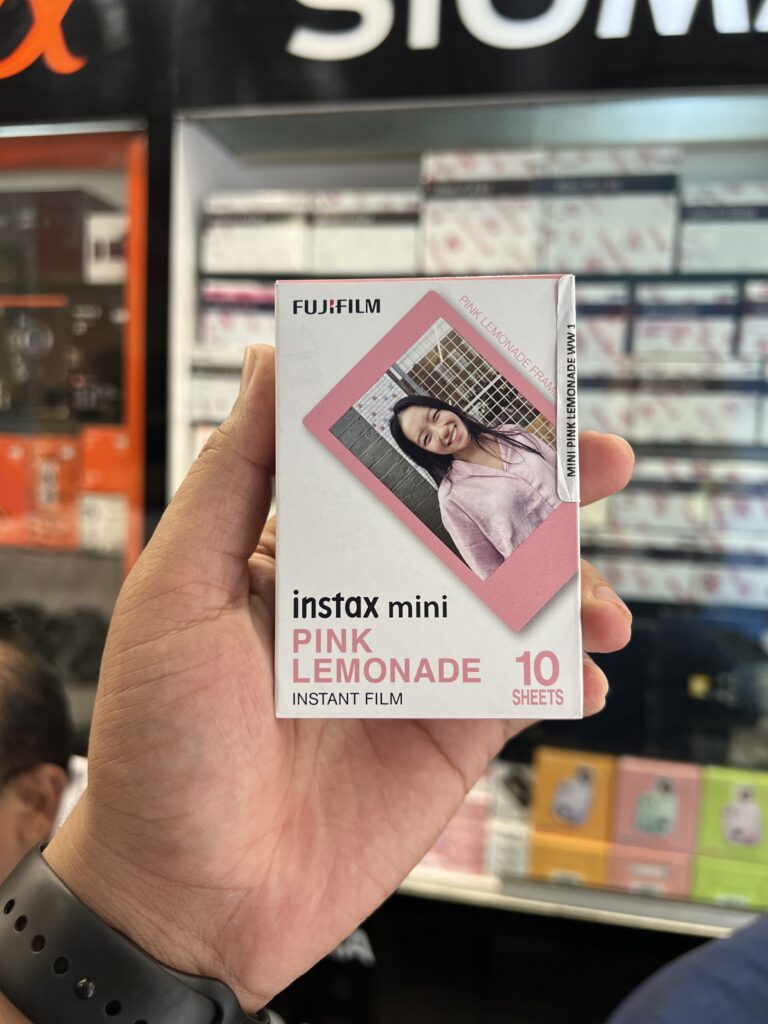 α
SIGMA
FUJIFILM
PINK LEMONADE FRAME
MINI PINK LEMONADE WW 1
instax mini
PINK
LEMONADE
INSTANT FILM
10
SHEETS